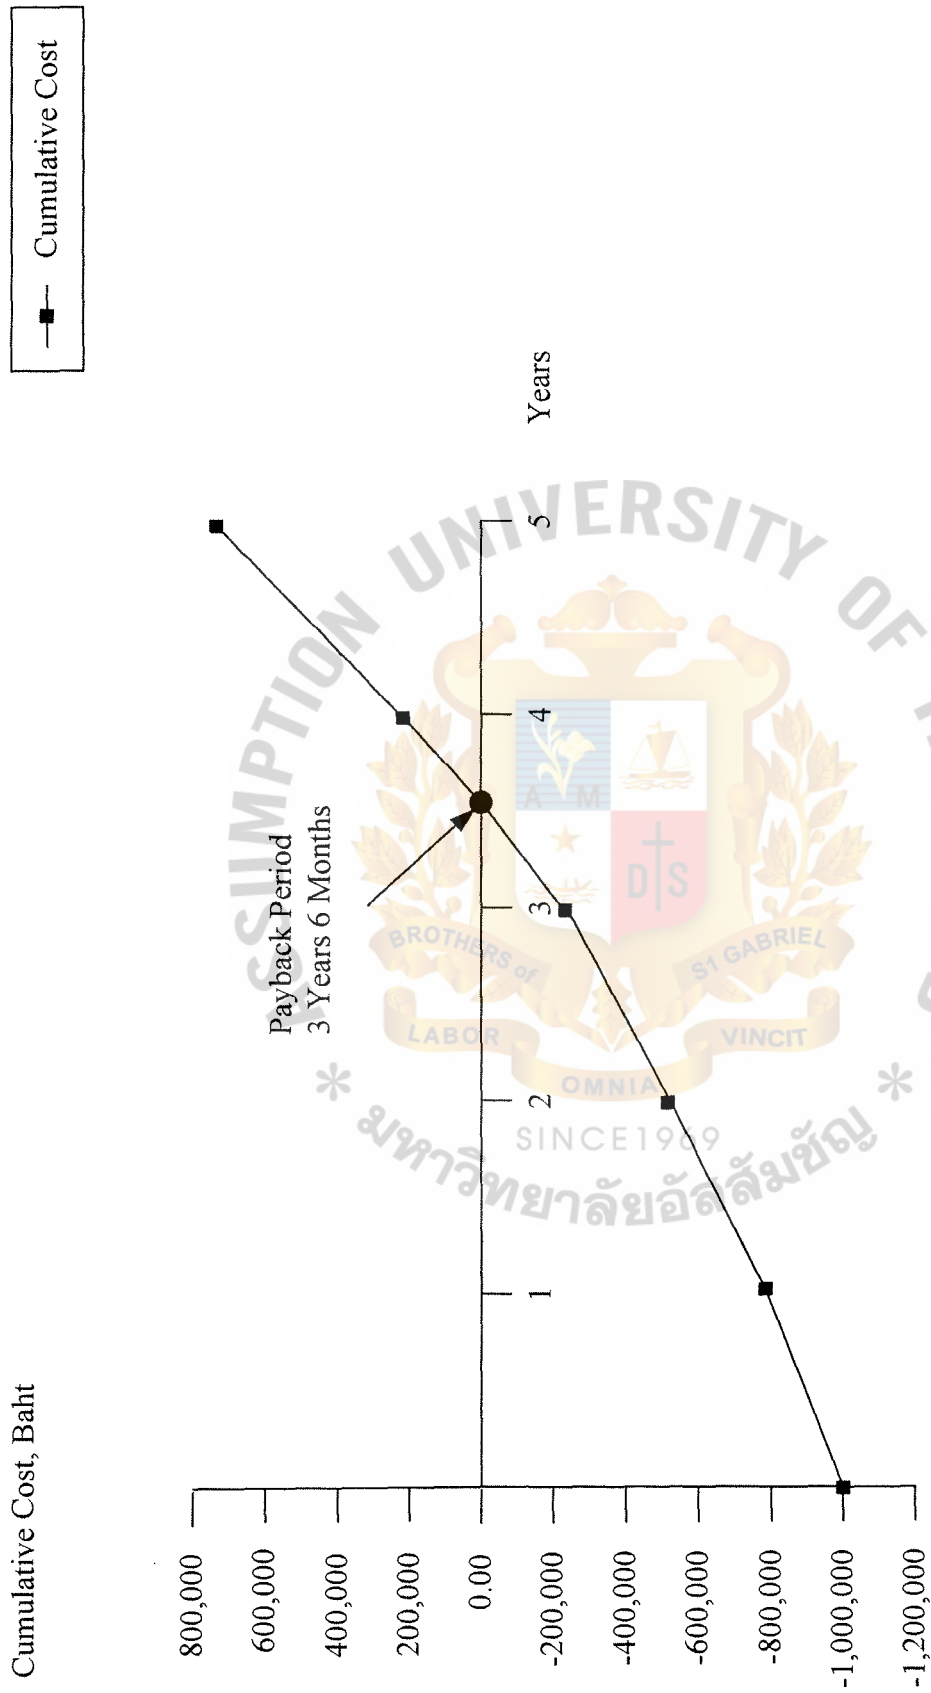 Cumulative Cost
Cumulative Cost, Baht
800,000
600,000
400,000
200,000
0.00
-200,000
-400,000
-600,000
-800,000
-1,000,000
-1,200,000
1
2
3
4
5
Years
Payback Period
3 Years 6 Months
ASSUMPTION UNIVERSITY OF
A M
D S
BROTHERS of
S1 GABRIEL
LABOR
OMNIA
VINCIT
SINCE1969
* มหาวิทยาลัยอัสสัมชัญ *